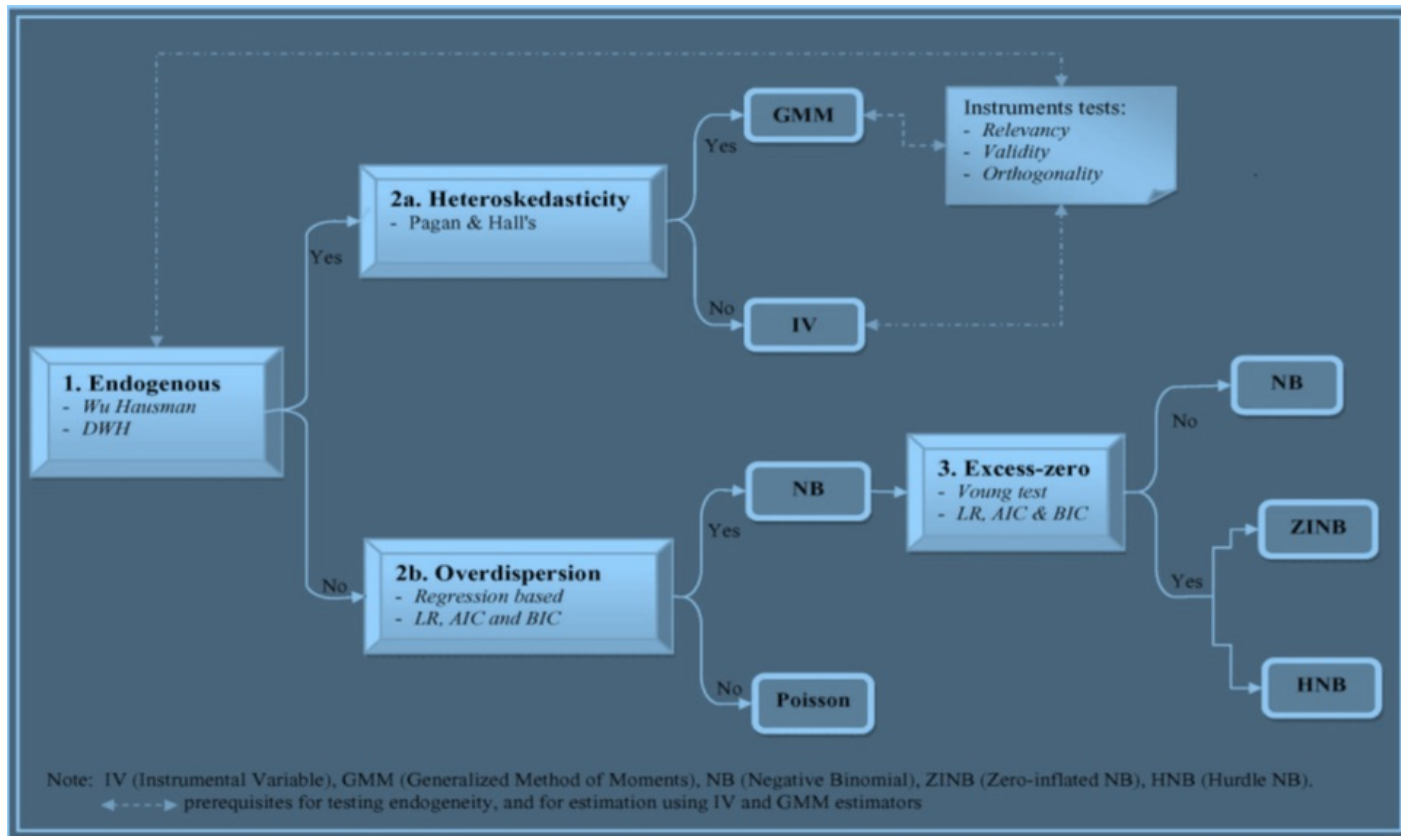 GMM
Instruments tests:
- Relevancy
- Validity
- Orthogonality
Yes
2a. Heteroskedasticity
- Pagan & Hall's
Yes
No
IV
1. Endogenous
- Wu Hausman
- DWH
NB
No
NB
3. Excess-zero
- Voung test
- LR, AIC & BIC
Yes
ZINB
No
2b. Overdispersion
- Regression based
- LR, AIC and BIC
Yes
No
Poisson
HNB
Note: IV (Instrumental Variable), GMM (Generalized Method of Moments), NB (Negative Binomial), ZINB (Zero-inflated NB), HNB (Hurdle NB).
prerequisites for testing endogeneity, and for estimation using IV and GMM estimators